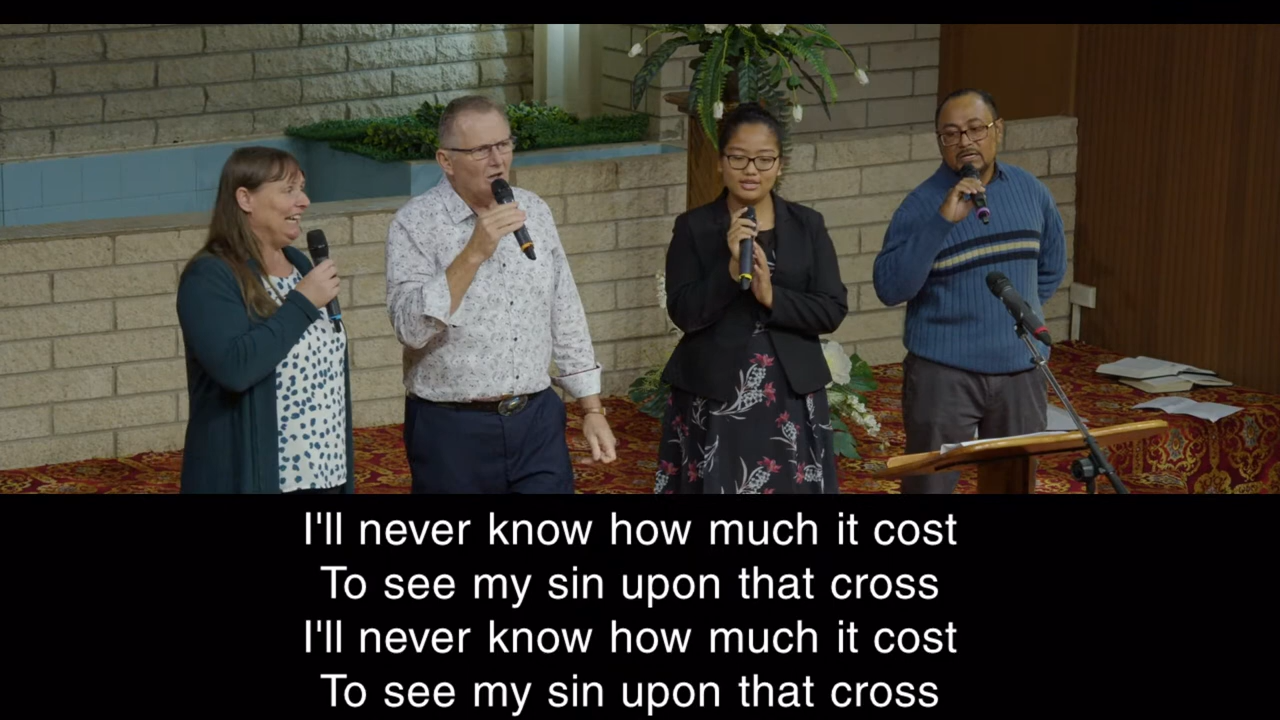 I'll never know how much it cost
To see my sin upon that cross
I'll never know how much it cost
To see my sin upon that cross